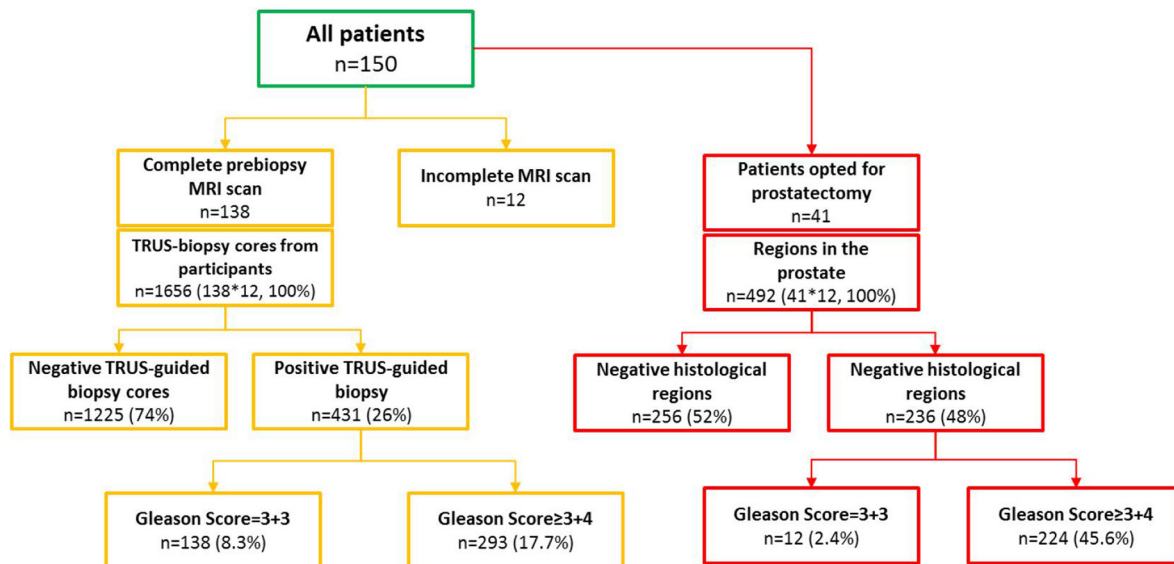 All patients
n=150
Complete prebiopsy
MRI scan
n=138
Incomplete MRI scan
n=12
Patients opted for
prostatectomy
n=41
TRUS-biopsy cores from
participants
n=1656 (138*12, 100%)
Regions in the
prostate
n=492 (41*12, 100%)
Negative TRUS-guided
biopsy cores
n=1225 (74%)
Positive TRUS-guided
biopsy
n=431 (26%)
Negative histological
regions
n=256 (52%)
Negative histological
regions
n=236 (48%)
Gleason Score=3+3
n=138 (8.3%)
Gleason Score≥3+4
n=293 (17.7%)
Gleason Score=3+3
n=12 (2.4%)
Gleason Score≥3+4
n=224 (45.6%)